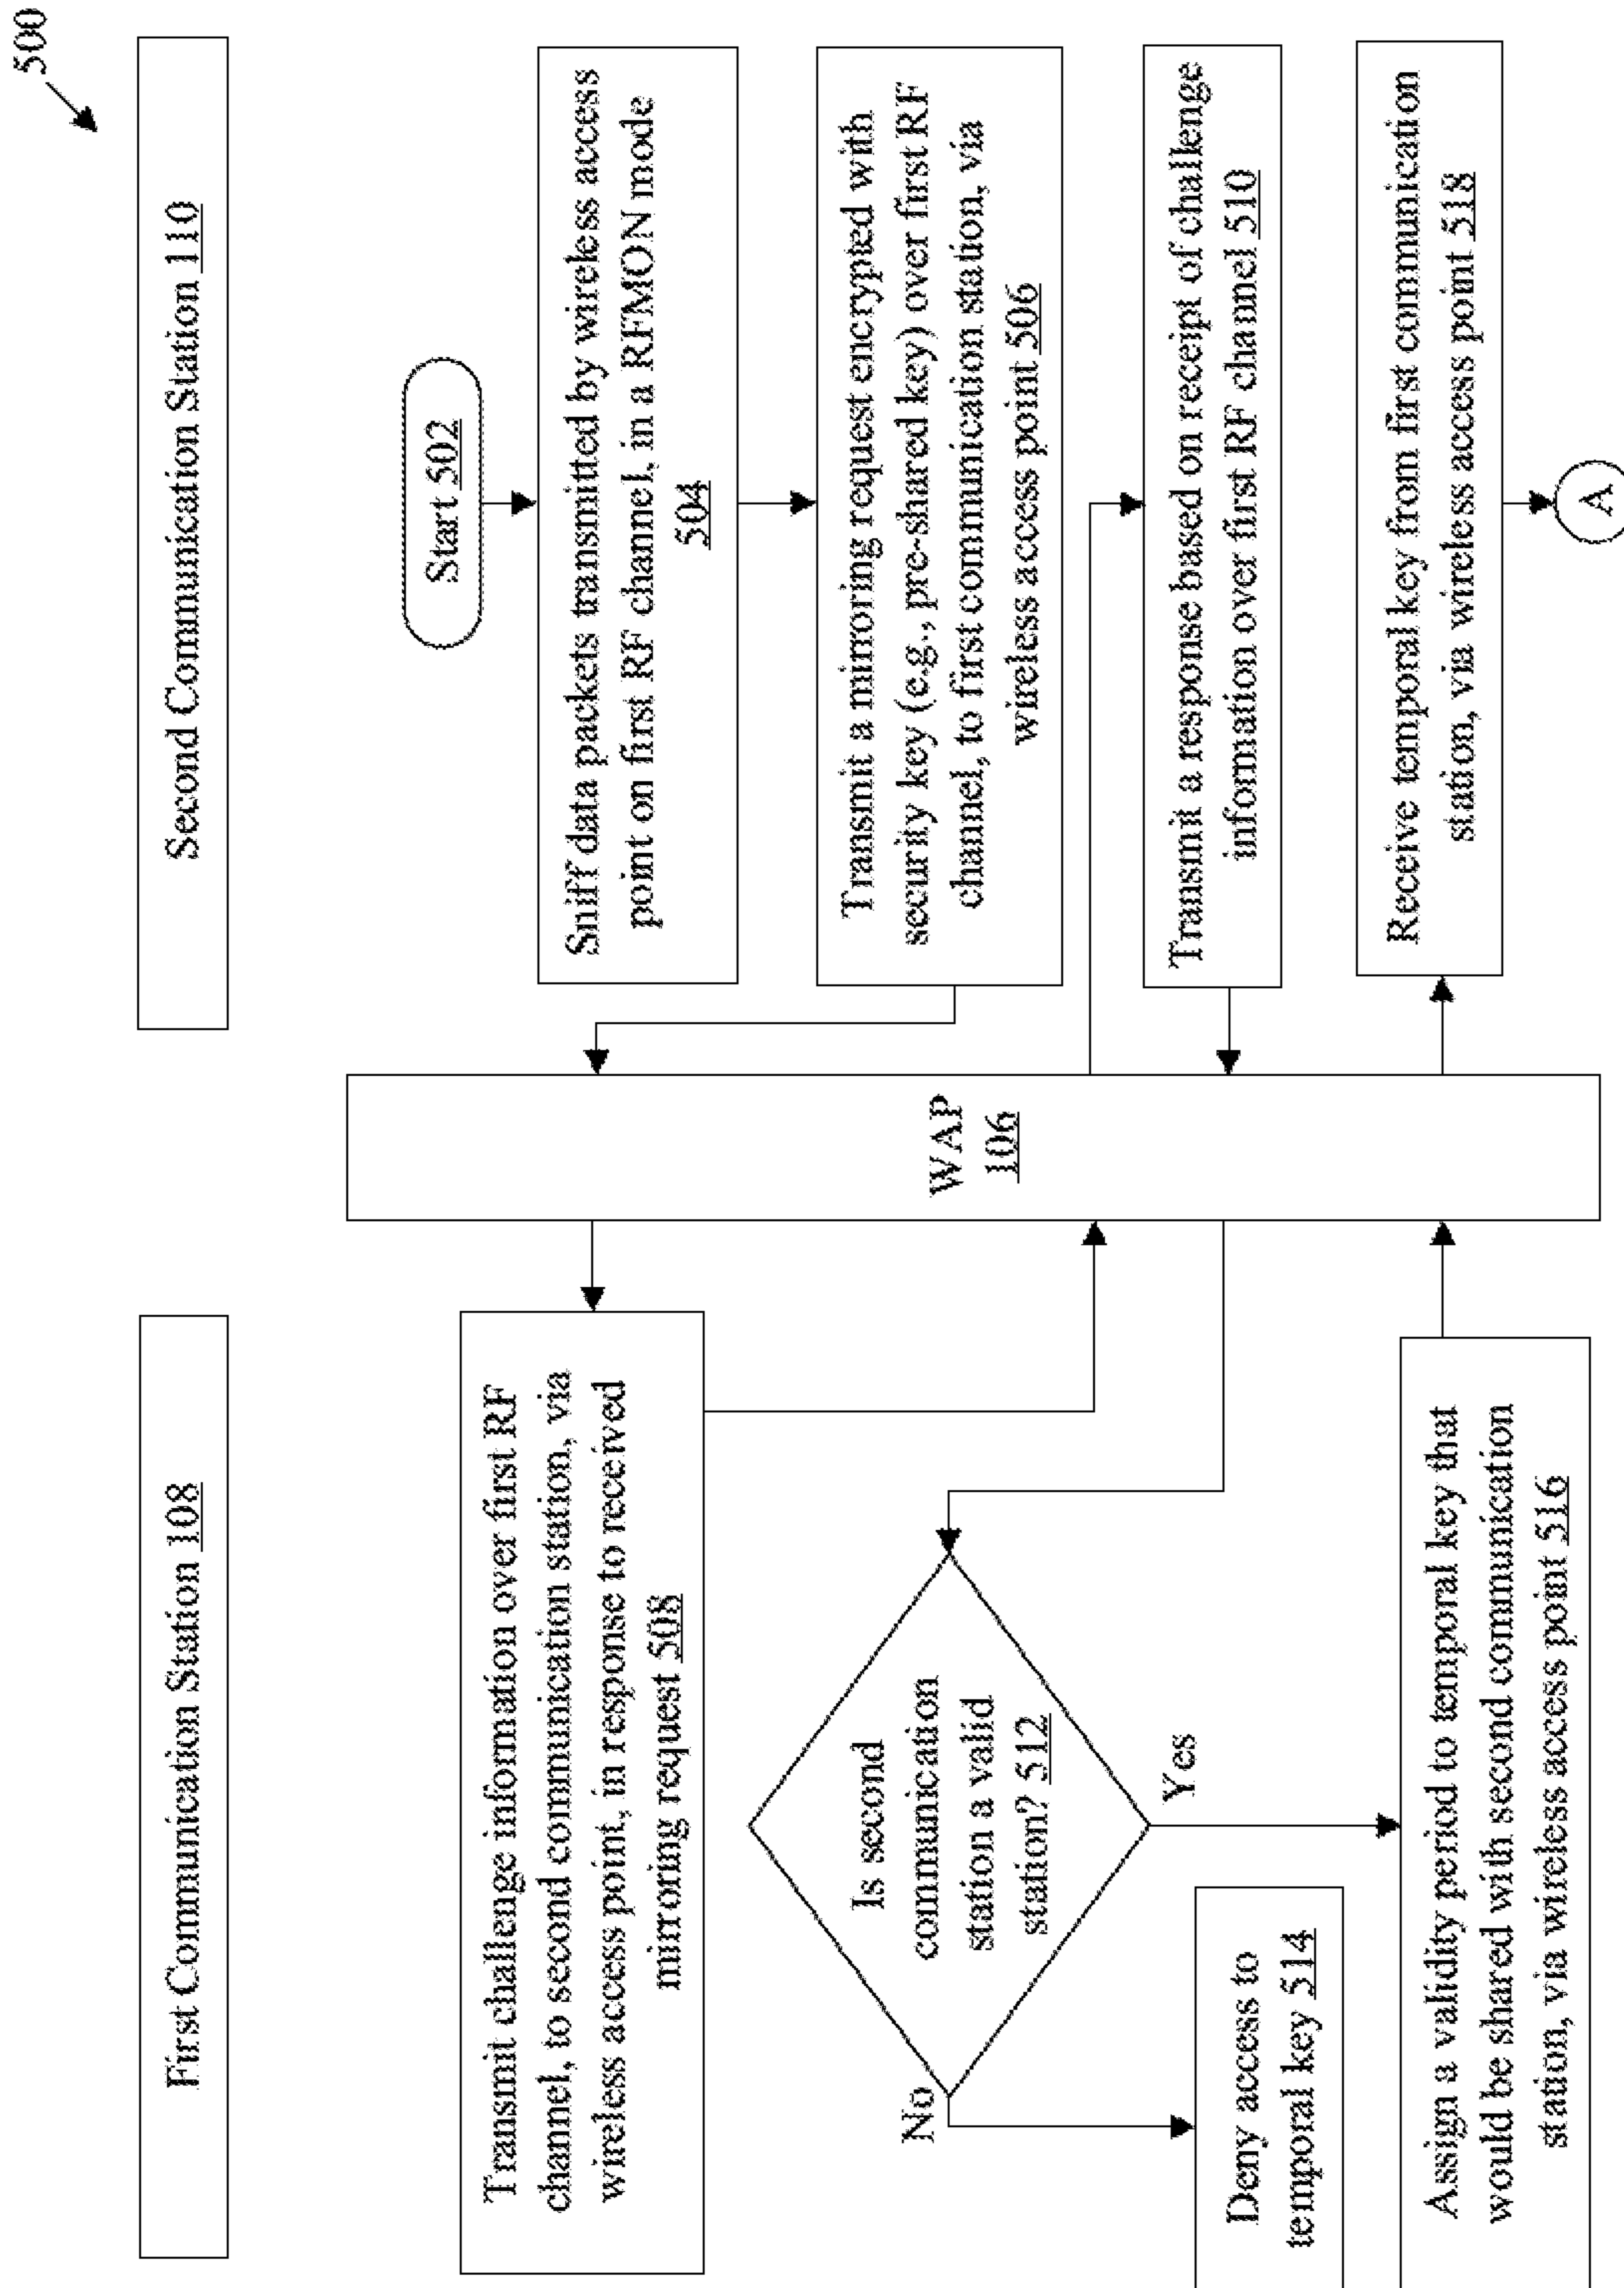 500
First Communication Station 108
Second Communication Station 110
Start 502
Sniff data packets transmitted by wireless access
point on first RF channel, in a RFMON mode
504
Transmit a mirroring request encrypted with
security key (e.g., pre-shared key) over first RF
channel, to first communication station, via
wireless access point 506
WAP
106
Transmit challenge information over first RF
channel, to second communication station, via
wireless access point, in response to received
mirroring request 508
Transmit a response based on receipt of challenge
information over first RF channel 510
Is second
communication
station a valid
station? 512
No
Yes
Deny access to
temporal key 514
Assign a validity period to temporal key that
would be shared with second communication
station, via wireless access point 516
Receive temporal key from first communication
station, via wireless access point 518
A